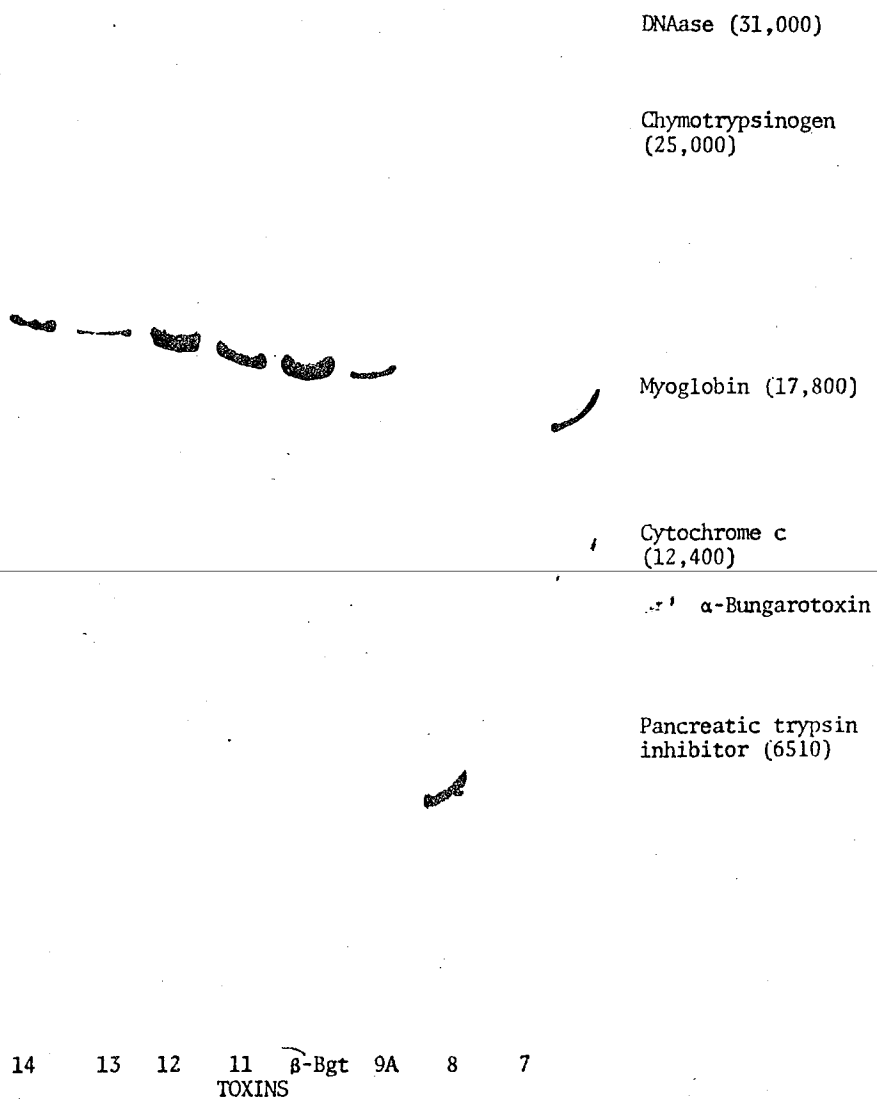 DNAase (31,000)
Chymotrypsinogen
(25,000)
Myoglobin (17,800)
Cytochrome c
(12,400)
α-Bungarotoxin
Pancreatic trypsin
inhibitor (6510)
14 13 12 11 β-Bgt 9A 8 7
TOXINS